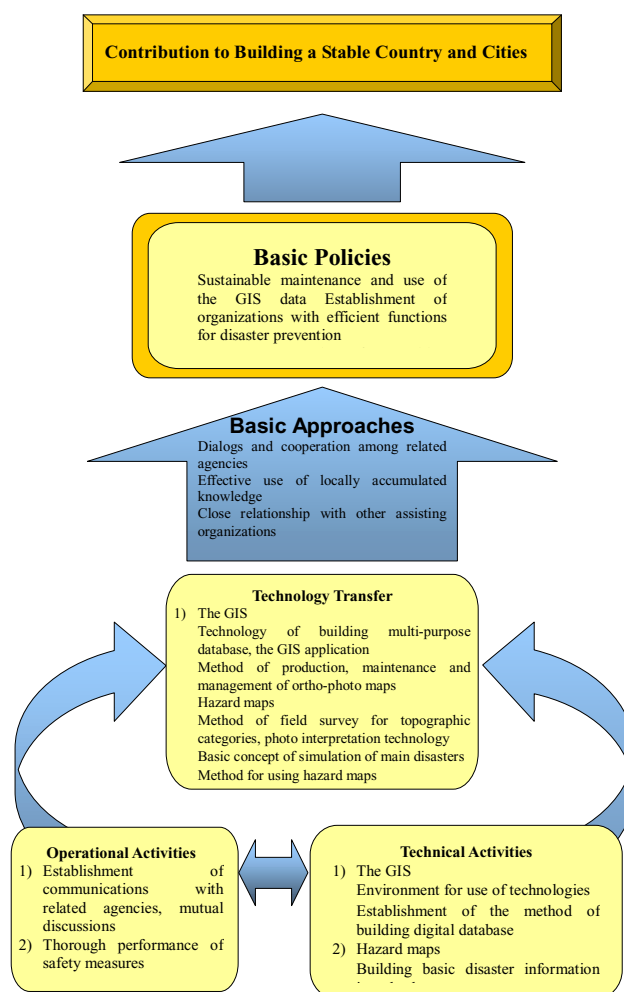 Contribution to Building a Stable Country and Cities
Basic Policies
Sustainable maintenance and use of
the GIS data Establishment of
organizations with efficient functions
for disaster prevention
Basic Approaches
Dialogs and cooperation among related
agencies
Effective use of locally accumulated
knowledge
Close relationship with other assisting
organizations
Technology Transfer
1) The GIS
Technology of building multi-purpose
database, the GIS application
Method of production, maintenance and
management of ortho-photo maps
Hazard maps
Method of field survey for topographic
categories, photo interpretation technology
Basic concept of simulation of main disasters
Method for using hazard maps
Operational Activities
1) Establishment of
communications with
related agencies, mutual
discussions
2) Thorough performance of
safety measures
Technical Activities
1) The GIS
Environment for use of technologies
Establishment of the method of
building digital database
2) Hazard maps
Building basic disaster information